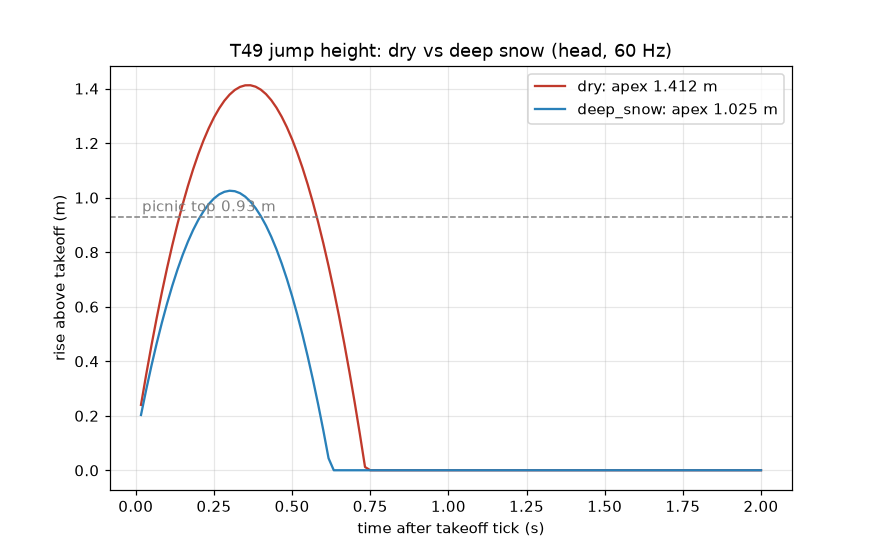 T49 jump height: dry vs deep snow (head, 60 Hz)
dry: apex 1.412 m
deep_snow: apex 1.025 m
picnic top 0.93 m
rise above takeoff (m)
1.4
1.2
1.0
0.8
0.6
0.4
0.2
0.0
0.00 0.25 0.50 0.75 1.00 1.25 1.50 1.75 2.00
time after takeoff tick (s)